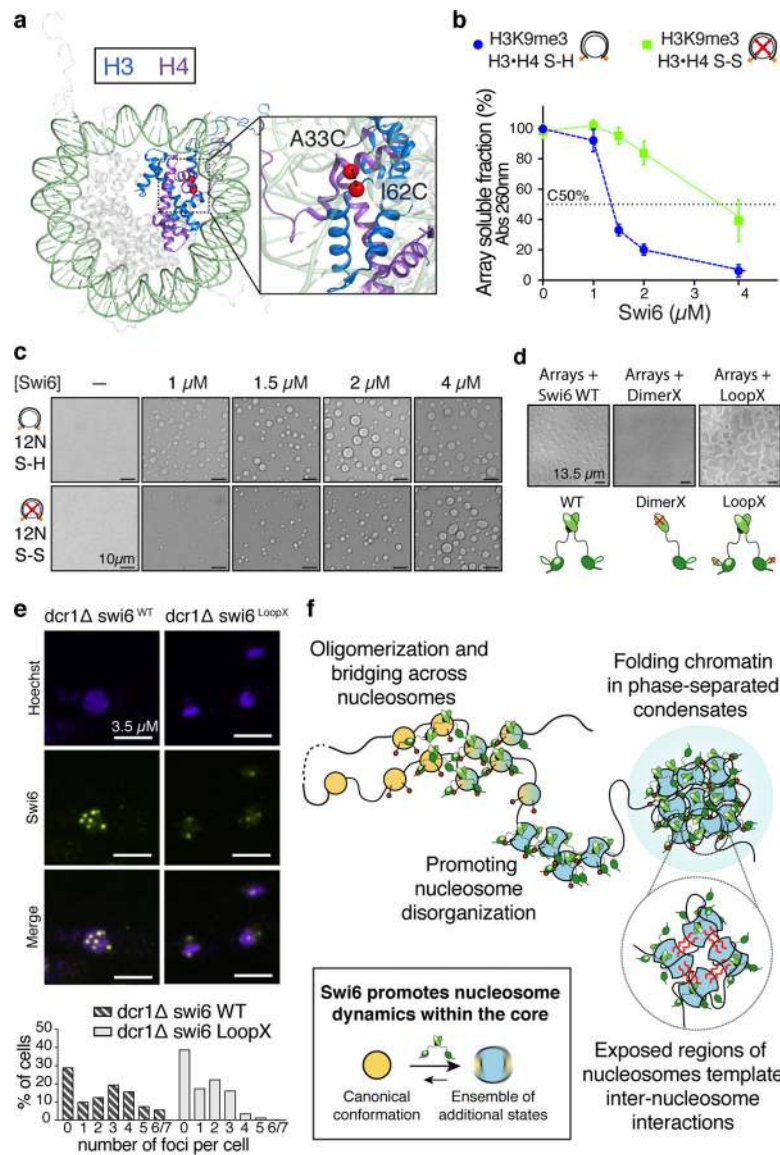 a
H3 H4
A33C
I62C
b
H3K9me3
H3•H4 S-H
H3K9me3
H3•H4 S-S
Array soluble fraction (%)
Abs 260nm
100
80
60
40
20
0
C50%
0 1 2 3 4
Swi6 (µM)
c
[Swi6] — 1 µM 1.5 µM 2 µM 4 µM
12N
S-H
12N
S-S
10µm
d
Arrays +
Swi6 WT
Arrays +
DimerX
Arrays +
LoopX
13.5 µm
WT DimerX LoopX
e
dcr1Δ swi6 WT dcr1Δ swi6 LoopX
Hoechst
3.5 µM
Swi6
Merge
dcr1Δ swi6 WT
dcr1Δ swi6 LoopX
% of cells
50
40
30
20
10
0
0 1 2 3 4 5 6/7 0 1 2 3 4 5 6/7
number of foci per cell
f
Oligomerization and
bridging across
nucleosomes
Folding chromatin
in phase-separated
condensates
Promoting
nucleosome
disorganization
Swi6 promotes nucleosome
dynamics within the core
Canonical
conformation
Ensemble of
additional states
Exposed regions of
nucleosomes template
inter-nucleosome
interactions